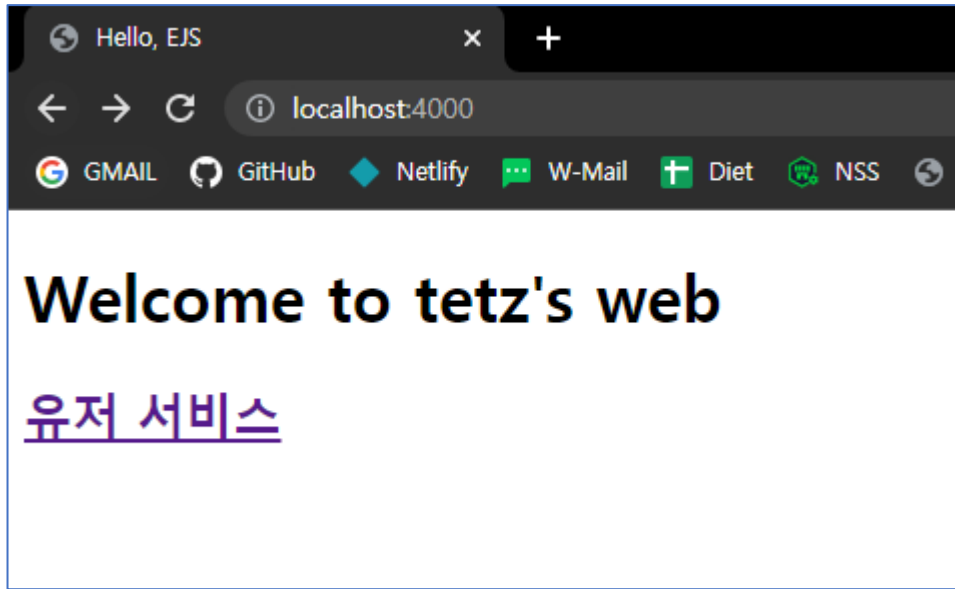 Hello, EJS
localhost:4000
GMAIL GitHub Netlify W-Mail Diet NSS
Welcome to tetz's web
유저 서비스